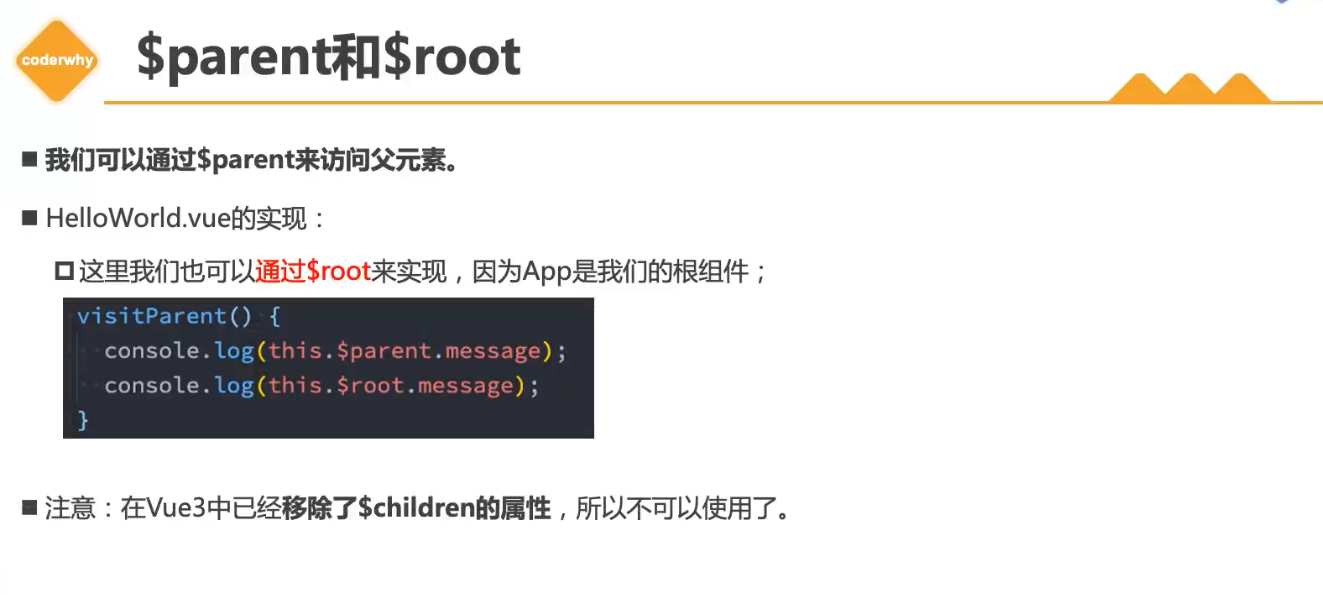 coderwhy
$parent和$root
我们可以通过$parent来访问父元素。
HelloWorld.vue的实现：
这里我们也可以通过$root来实现，因为App是我们的根组件；
visitParent() {
console.log(this.$parent.message);
console.log(this.$root.message);
}
注意：在Vue3中已经移除了$children的属性，所以不可以使用了。